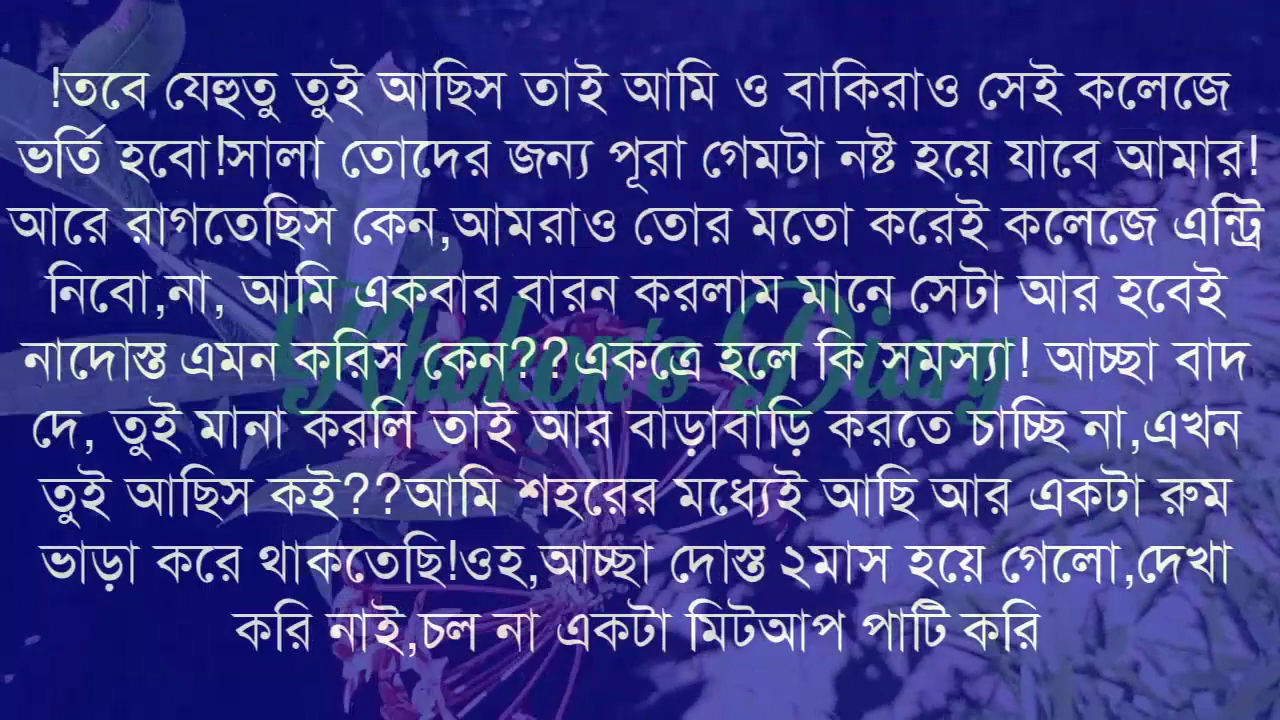 !তবে যেহুতু তুই আছিস তাই আমি ও বাকিরাও সেই কলেজে
ভর্তি হবো!সালা তোদের জন্য পূরা গেমটা নষ্ট হয়ে যাবে আমার!
আরে রাগতেছিস কেন,আমরাও তোর মতো করেই কলেজে এন্ট্রি
নিবো,না, আমি একবার বারন করলাম মানে সেটা আর হবেই
নাদোস্ত এমন করিস কেন??একত্রে হলে কি সমস্যা! আচ্ছা বাদ
দে, তুই মানা করলি তাই আর বাড়াবাড়ি করতে চাচ্ছি না,এখন
তুই আছিস কই??আমি শহরের মধ্যেই আছি আর একটা রুম
ভাড়া করে থাকতেছি!ওহ,আচ্ছা দোস্ত ২মাস হয়ে গেলো,দেখা
করি নাই,চল না একটা মিটআপ পার্টি করি
Khokon's Diary